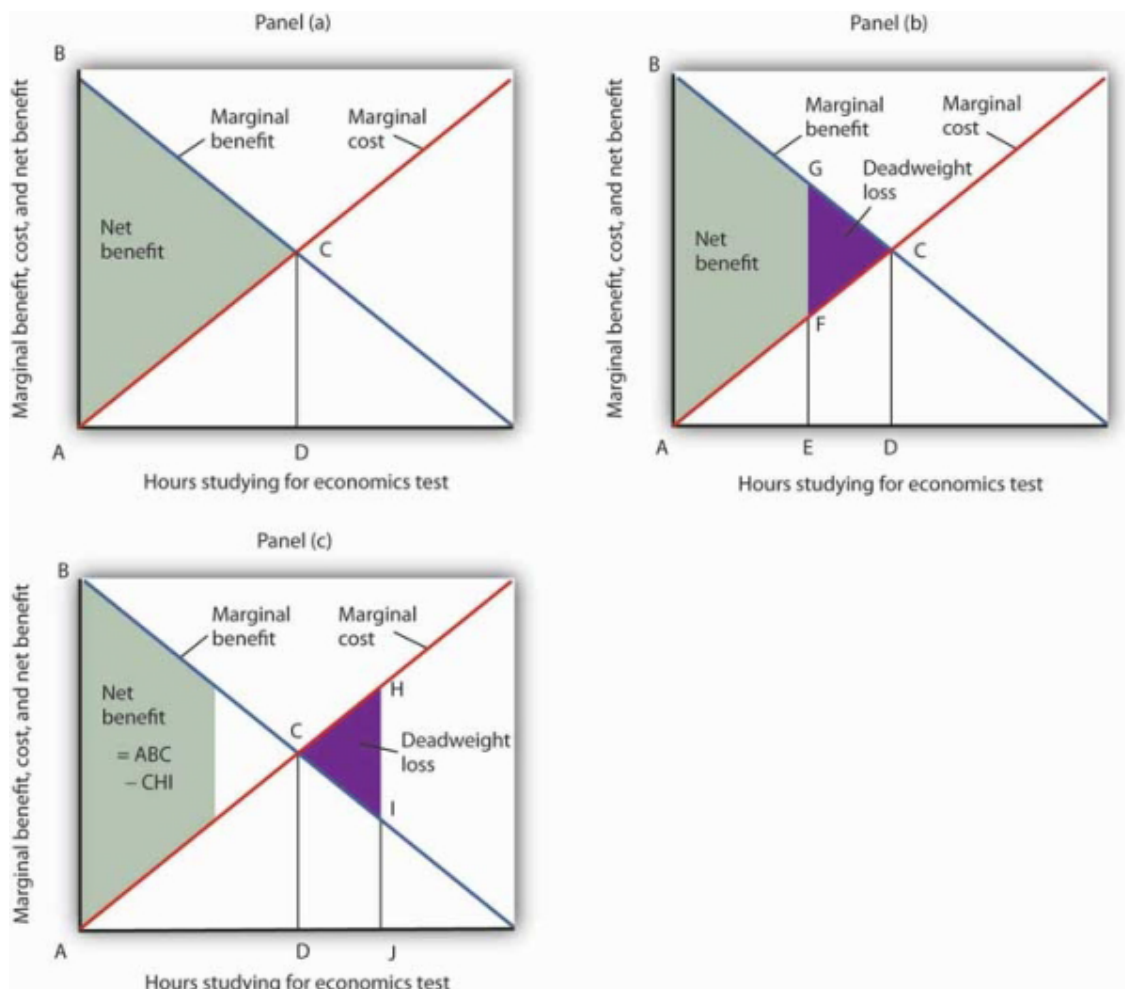 Panel (a)
B
Marginal benefit, cost, and net benefit
Marginal
benefit
Marginal
cost
Net
benefit
C
A
D
Hours studying for economics test
Panel (b)
B
Marginal benefit, cost, and net benefit
Marginal
benefit
Marginal
cost
G
Deadweight
loss
Net
benefit
C
F
A
E
D
Hours studying for economics test
Panel (c)
B
Marginal benefit, cost, and net benefit
Marginal
benefit
Marginal
cost
Net
benefit
= ABC
− CHI
C
H
Deadweight
loss
I
A
D
J
Hours studying for economics test